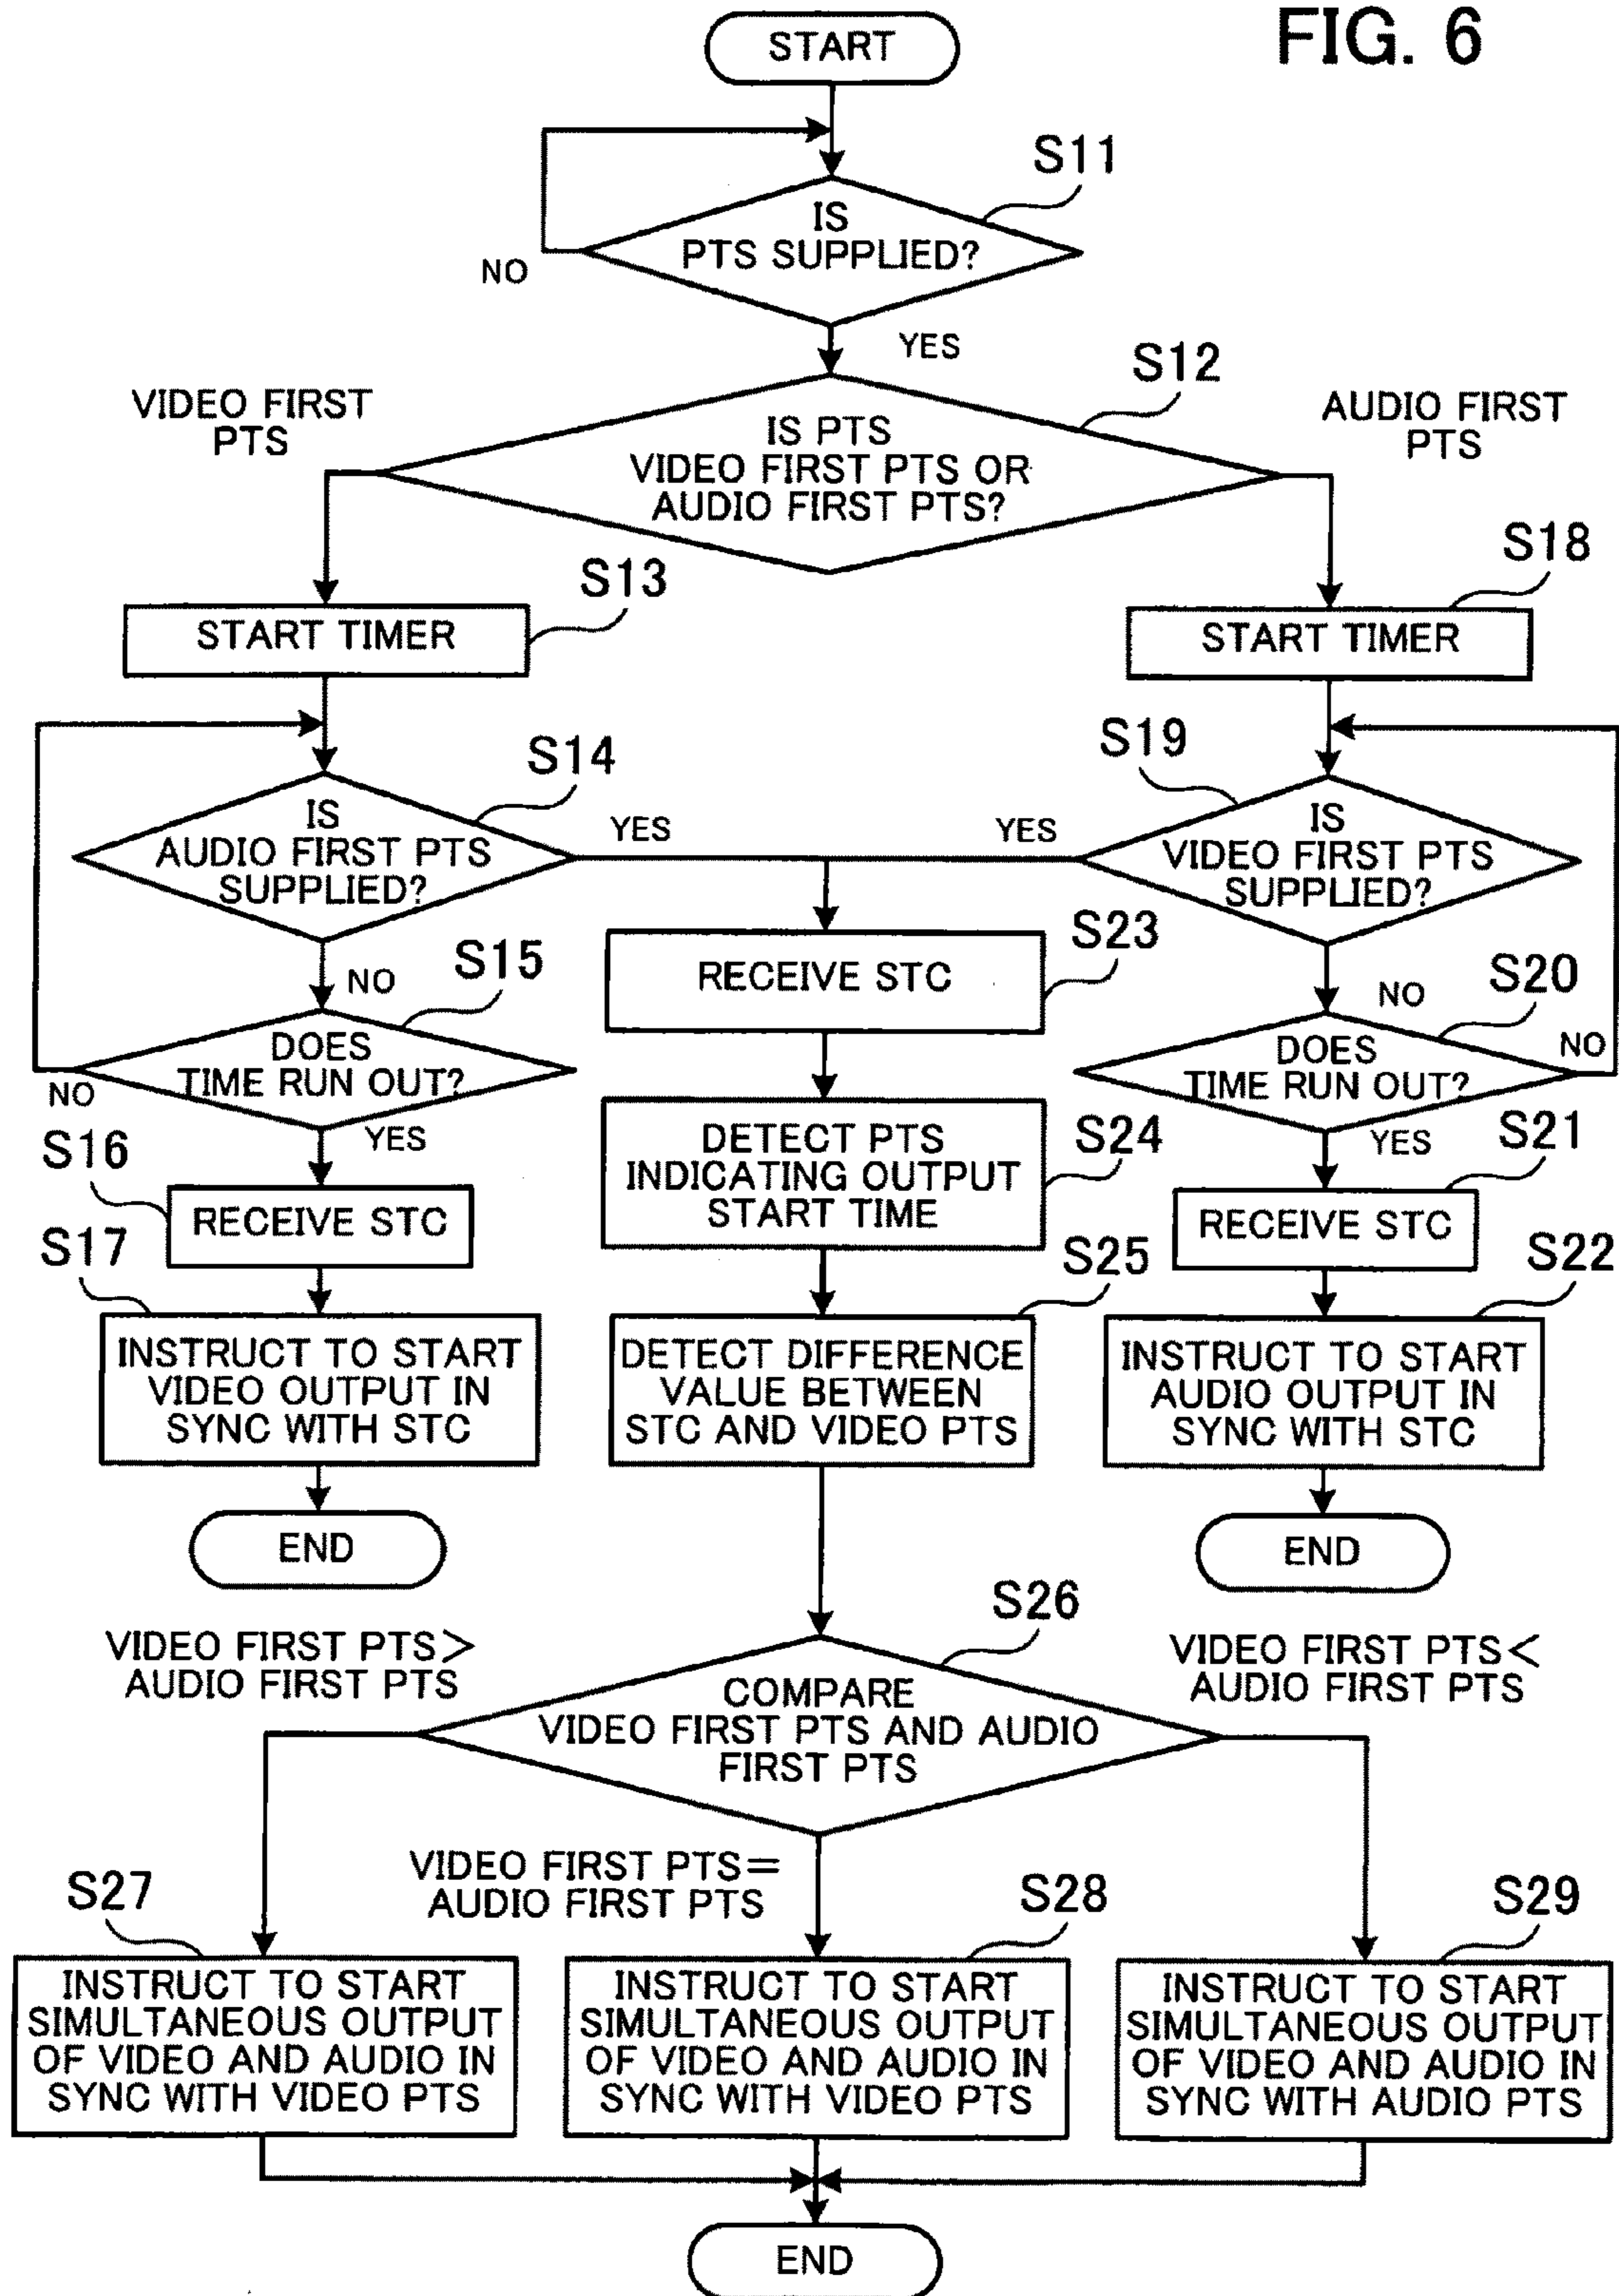 FIG. 6
START
S11
IS
PTS SUPPLIED?
NO
YES
S12
VIDEO FIRST
PTS
AUDIO FIRST
PTS
IS PTS
VIDEO FIRST PTS OR
AUDIO FIRST PTS?
S13
S18
START TIMER
START TIMER
S14
S19
IS
AUDIO FIRST PTS
SUPPLIED?
YES
YES
IS
VIDEO FIRST PTS
SUPPLIED?
S23
RECEIVE STC
NO
S15
NO
S20
DOES
TIME RUN OUT?
NO
YES
DOES
TIME RUN OUT?
NO
YES
S24
DETECT PTS
INDICATING OUTPUT
START TIME
S16
RECEIVE STC
S21
RECEIVE STC
S17
INSTRUCT TO START
VIDEO OUTPUT IN
SYNC WITH STC
S25
DETECT DIFFERENCE
VALUE BETWEEN
STC AND VIDEO PTS
S22
INSTRUCT TO START
AUDIO OUTPUT IN
SYNC WITH STC
END
END
S26
VIDEO FIRST PTS>
AUDIO FIRST PTS
VIDEO FIRST PTS<
AUDIO FIRST PTS
COMPARE
VIDEO FIRST PTS AND AUDIO
FIRST PTS
VIDEO FIRST PTS=
AUDIO FIRST PTS
S27
S28
S29
INSTRUCT TO START
SIMULTANEOUS OUTPUT
OF VIDEO AND AUDIO IN
SYNC WITH VIDEO PTS
INSTRUCT TO START
SIMULTANEOUS OUTPUT
OF VIDEO AND AUDIO IN
SYNC WITH VIDEO PTS
INSTRUCT TO START
SIMULTANEOUS OUTPUT
OF VIDEO AND AUDIO IN
SYNC WITH AUDIO PTS
END